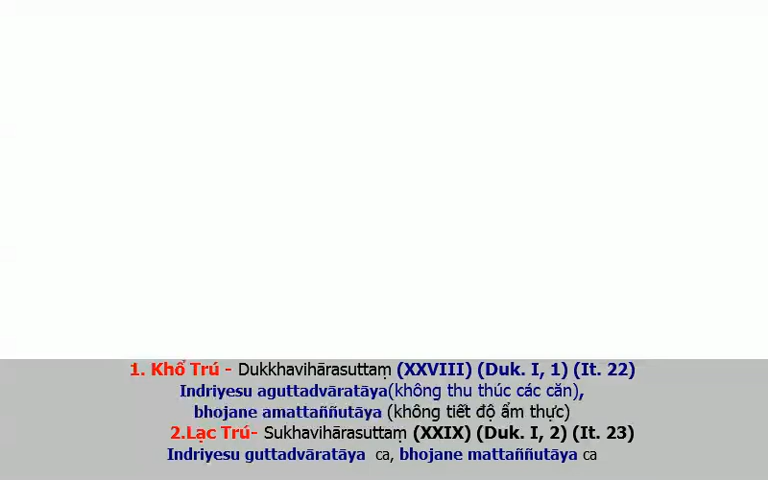 1. Khổ Trú - Dukkhavihārasuttaṃ (XXVIII) (Duk. I, 1) (It. 22)
Indriyesu aguttadvāratāya(không thu thúc các căn),
bhojane amattaññutāya (không tiết độ ẩm thực)
2.Lạc Trú- Sukhavihārasuttaṃ (XXIX) (Duk. I, 2) (It. 23)
Indriyesu guttadvāratāya ca, bhojane mattaññutāya ca